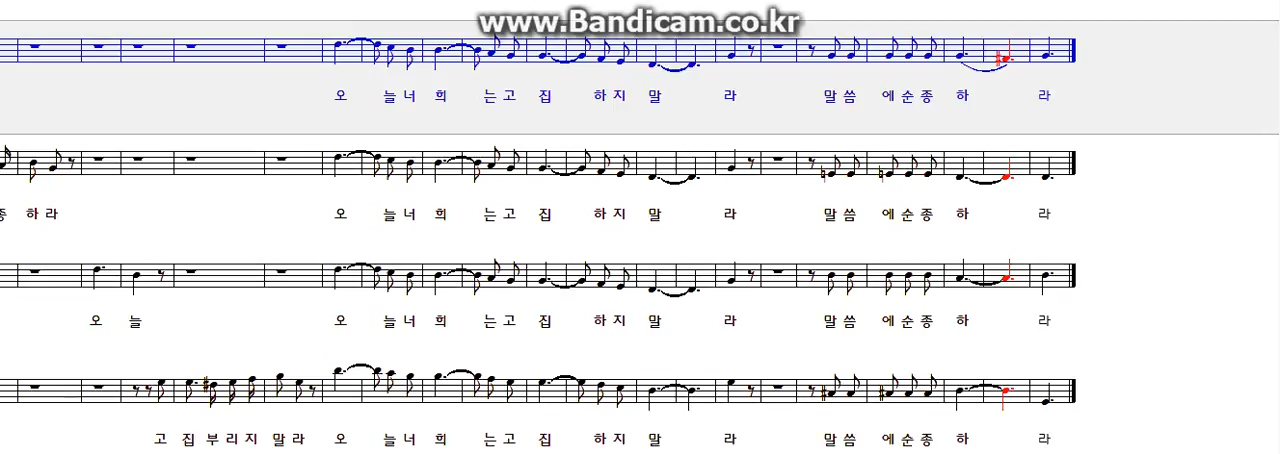 www.Bandicam.co.kr
오 늘 너 희 는 고 집 하 지 말 라 말 씀 에 순 종 하 라
종 하 라 오 늘 너 희 는 고 집 하 지 말 라 말 씀 에 순 종 하 라
오 늘 오 늘 너 희 는 고 집 하 지 말 라 말 씀 에 순 종 하 라
고 집 부 리 지 말 라 오 늘 너 희 는 고 집 하 지 말 라 말 씀 에 순 종 하 라